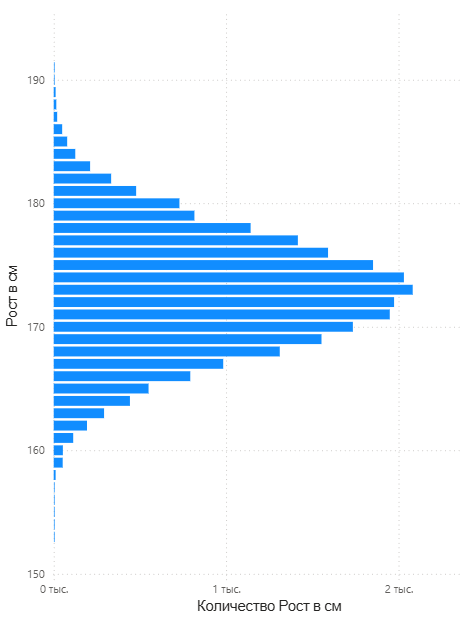 Рост в см
190
180
170
160
150
0 тыс.
1 тыс.
2 тыс.
Количество Рост в см